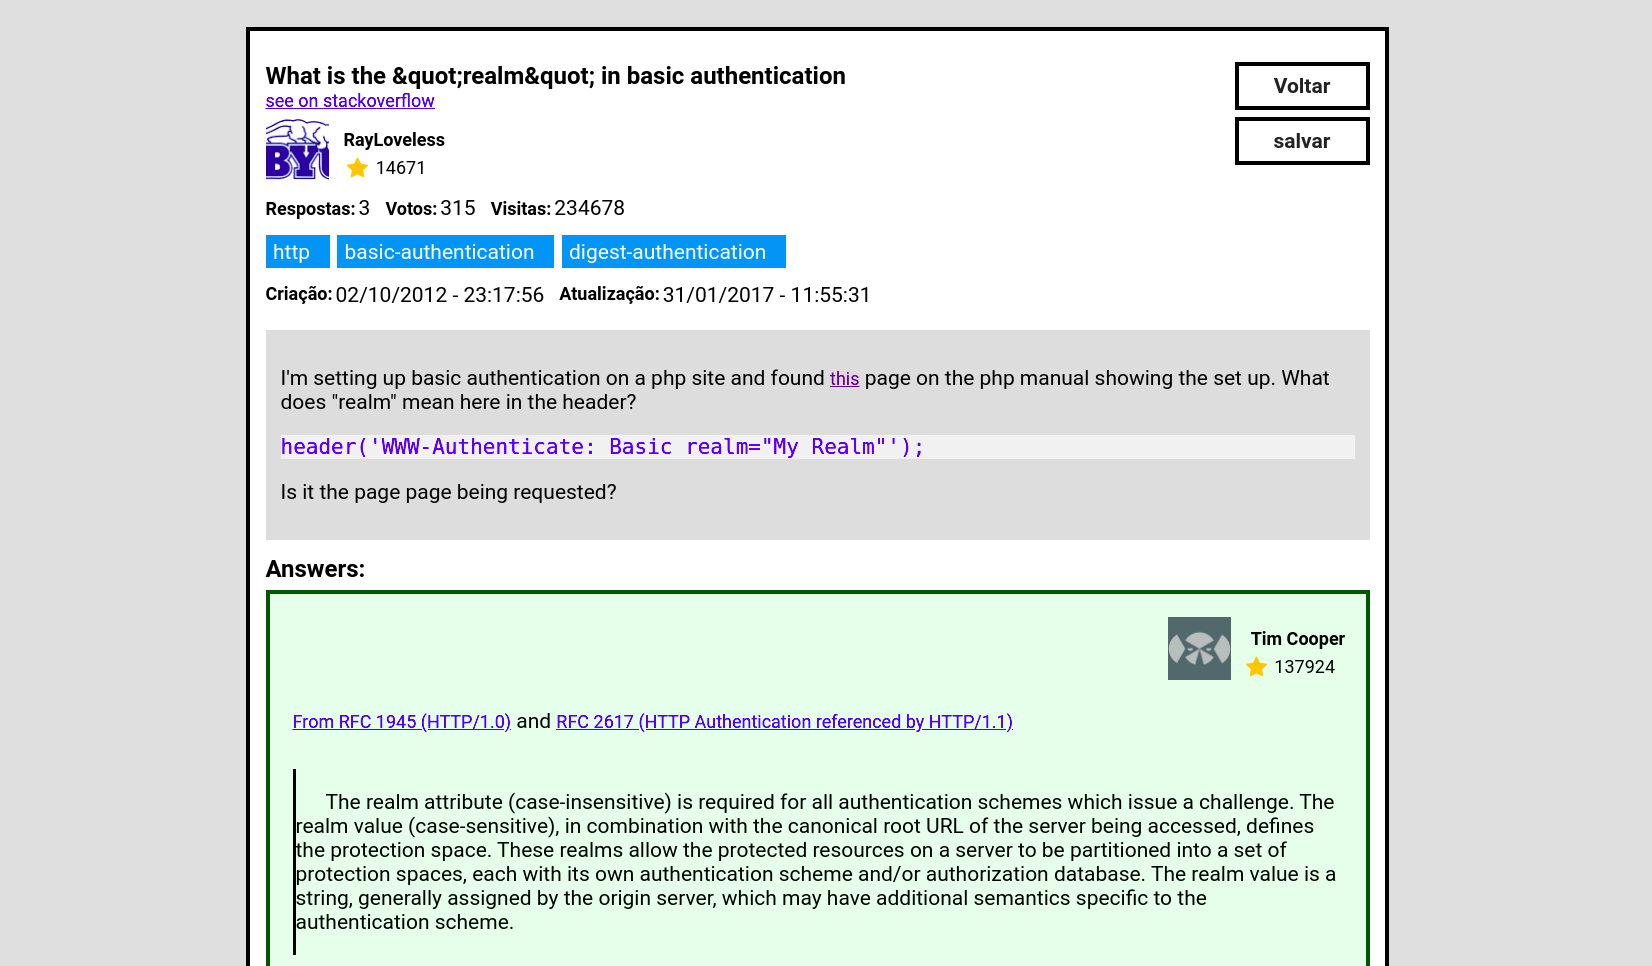 What is the &quot;realm&quot; in basic authentication
see on stackoverflow
Voltar
salvar
BYU
RayLoveless
14671
Respostas: 3 Votos: 315 Visitas: 234678
http basic-authentication digest-authentication
Criação: 02/10/2012 - 23:17:56 Atualização: 31/01/2017 - 11:55:31
I'm setting up basic authentication on a php site and found this page on the php manual showing the set up. What
does "realm" mean here in the header?
header('WWW-Authenticate: Basic realm="My Realm"');
Is it the page page being requested?
Answers:
Tim Cooper
137924
From RFC 1945 (HTTP/1.0) and RFC 2617 (HTTP Authentication referenced by HTTP/1.1)
The realm attribute (case-insensitive) is required for all authentication schemes which issue a challenge. The
realm value (case-sensitive), in combination with the canonical root URL of the server being accessed, defines
the protection space. These realms allow the protected resources on a server to be partitioned into a set of
protection spaces, each with its own authentication scheme and/or authorization database. The realm value is a
string, generally assigned by the origin server, which may have additional semantics specific to the
authentication scheme.